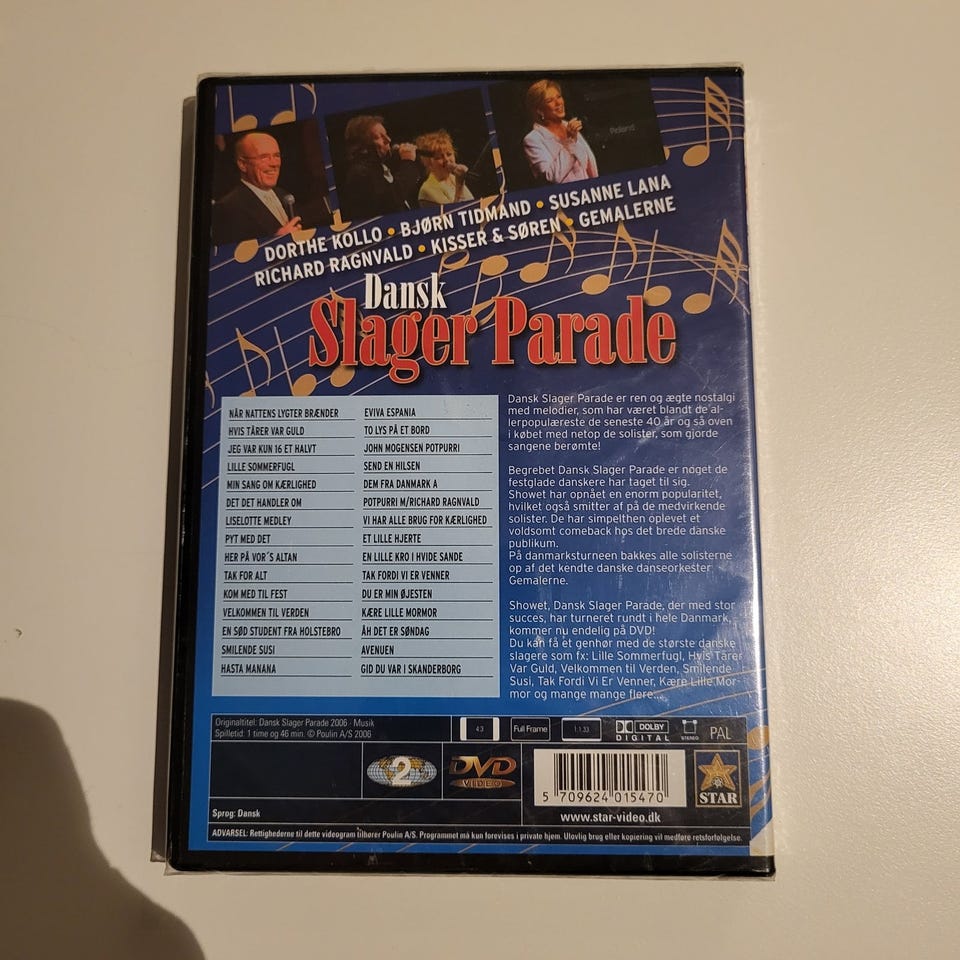 Roland
DORTHE KOLLO • BJØRN TIDMAND • SUSANNE LANA
RICHARD RAGNVALD • KISSER & SØREN • GEMALERNE
Dansk
Slager Parade
NÅR NATTENS LYGTER BRÆNDER
HVIS TÅRER VAR GULD
JEG VAR KUN 16 ET HALVT
LILLE SOMMERFUGL
MIN SANG OM KÆRLIGHED
DET DET HANDLER OM
LISELOTTE MEDLEY
PYT MED DET
HER PÅ VOR´S ALTAN
TAK FOR ALT
KOM MED TIL FEST
VELKOMMEN TIL VERDEN
EN SØD STUDENT FRA HOLSTEBRO
SMILENDE SUSI
HASTA MANANA
EVIVA ESPANIA
TO LYS PÅ ET BORD
JOHN MOGENSEN POTPURRI
SEND EN HILSEN
DEM FRA DANMARK A
POTPURRI M/RICHARD RAGNVALD
VI HAR ALLE BRUG FOR KÆRLIGHED
ET LILLE HJERTE
EN LILLE KRO I HVIDE SANDE
TAK FORDI VI ER VENNER
DU ER MIN ØJESTEN
KÆRE LILLE MORMOR
ÅH DET ER SØNDAG
AVENUEN
GID DU VAR I SKANDERBORG
Dansk Slager Parade er ren og ægte nostalgi
med melodier, som har været blandt de al-
lerpopulæreste de seneste 40 år og så oven
i købet med netop de solister, som gjorde
sangene berømte!
Begrebet Dansk Slager Parade er noget de
festglade danskere har taget til sig.
Showet har opnået en enorm popularitet,
hvilket også smitter af på de medvirkende
solister. De har simpelthen oplevet et
voldsomt comeback hos det brede danske
publikum.
På danmarksturneen bakkes alle solisterne
op af det kendte danske danseorkester
Gemalerne.
Showet, Dansk Slager Parade, der med stor
succes, har turneret rundt i hele Danmark,
kommer nu endelig på DVD!
Du kan få et genhør med de største danske
slagere som fx: Lille Sommerfugl, Hvis Tårer
Var Guld, Velkommen til Verden, Smilende
Susi, Tak Fordi Vi Er Venner, Kære Lille Mor-
mor og mange mange flere...
Originaltitel: Dansk Slager Parade 2006 · Musik
Spilletid: 1 time og 46 min. © Poulin A/S 2006
4:3
Full Frame
1:1.33
DOLBY
DIGITAL
STEREO
PAL
2
DVD
VIDEO
5 709624 015470
STAR
www.star-video.dk
Sprog: Dansk
ADVARSEL: Rettighederne til dette videogram tilhører Poulin A/S. Programmet må kun forevises i private hjem. Ulovlig brug eller kopiering vil medføre retsforfølgelse.